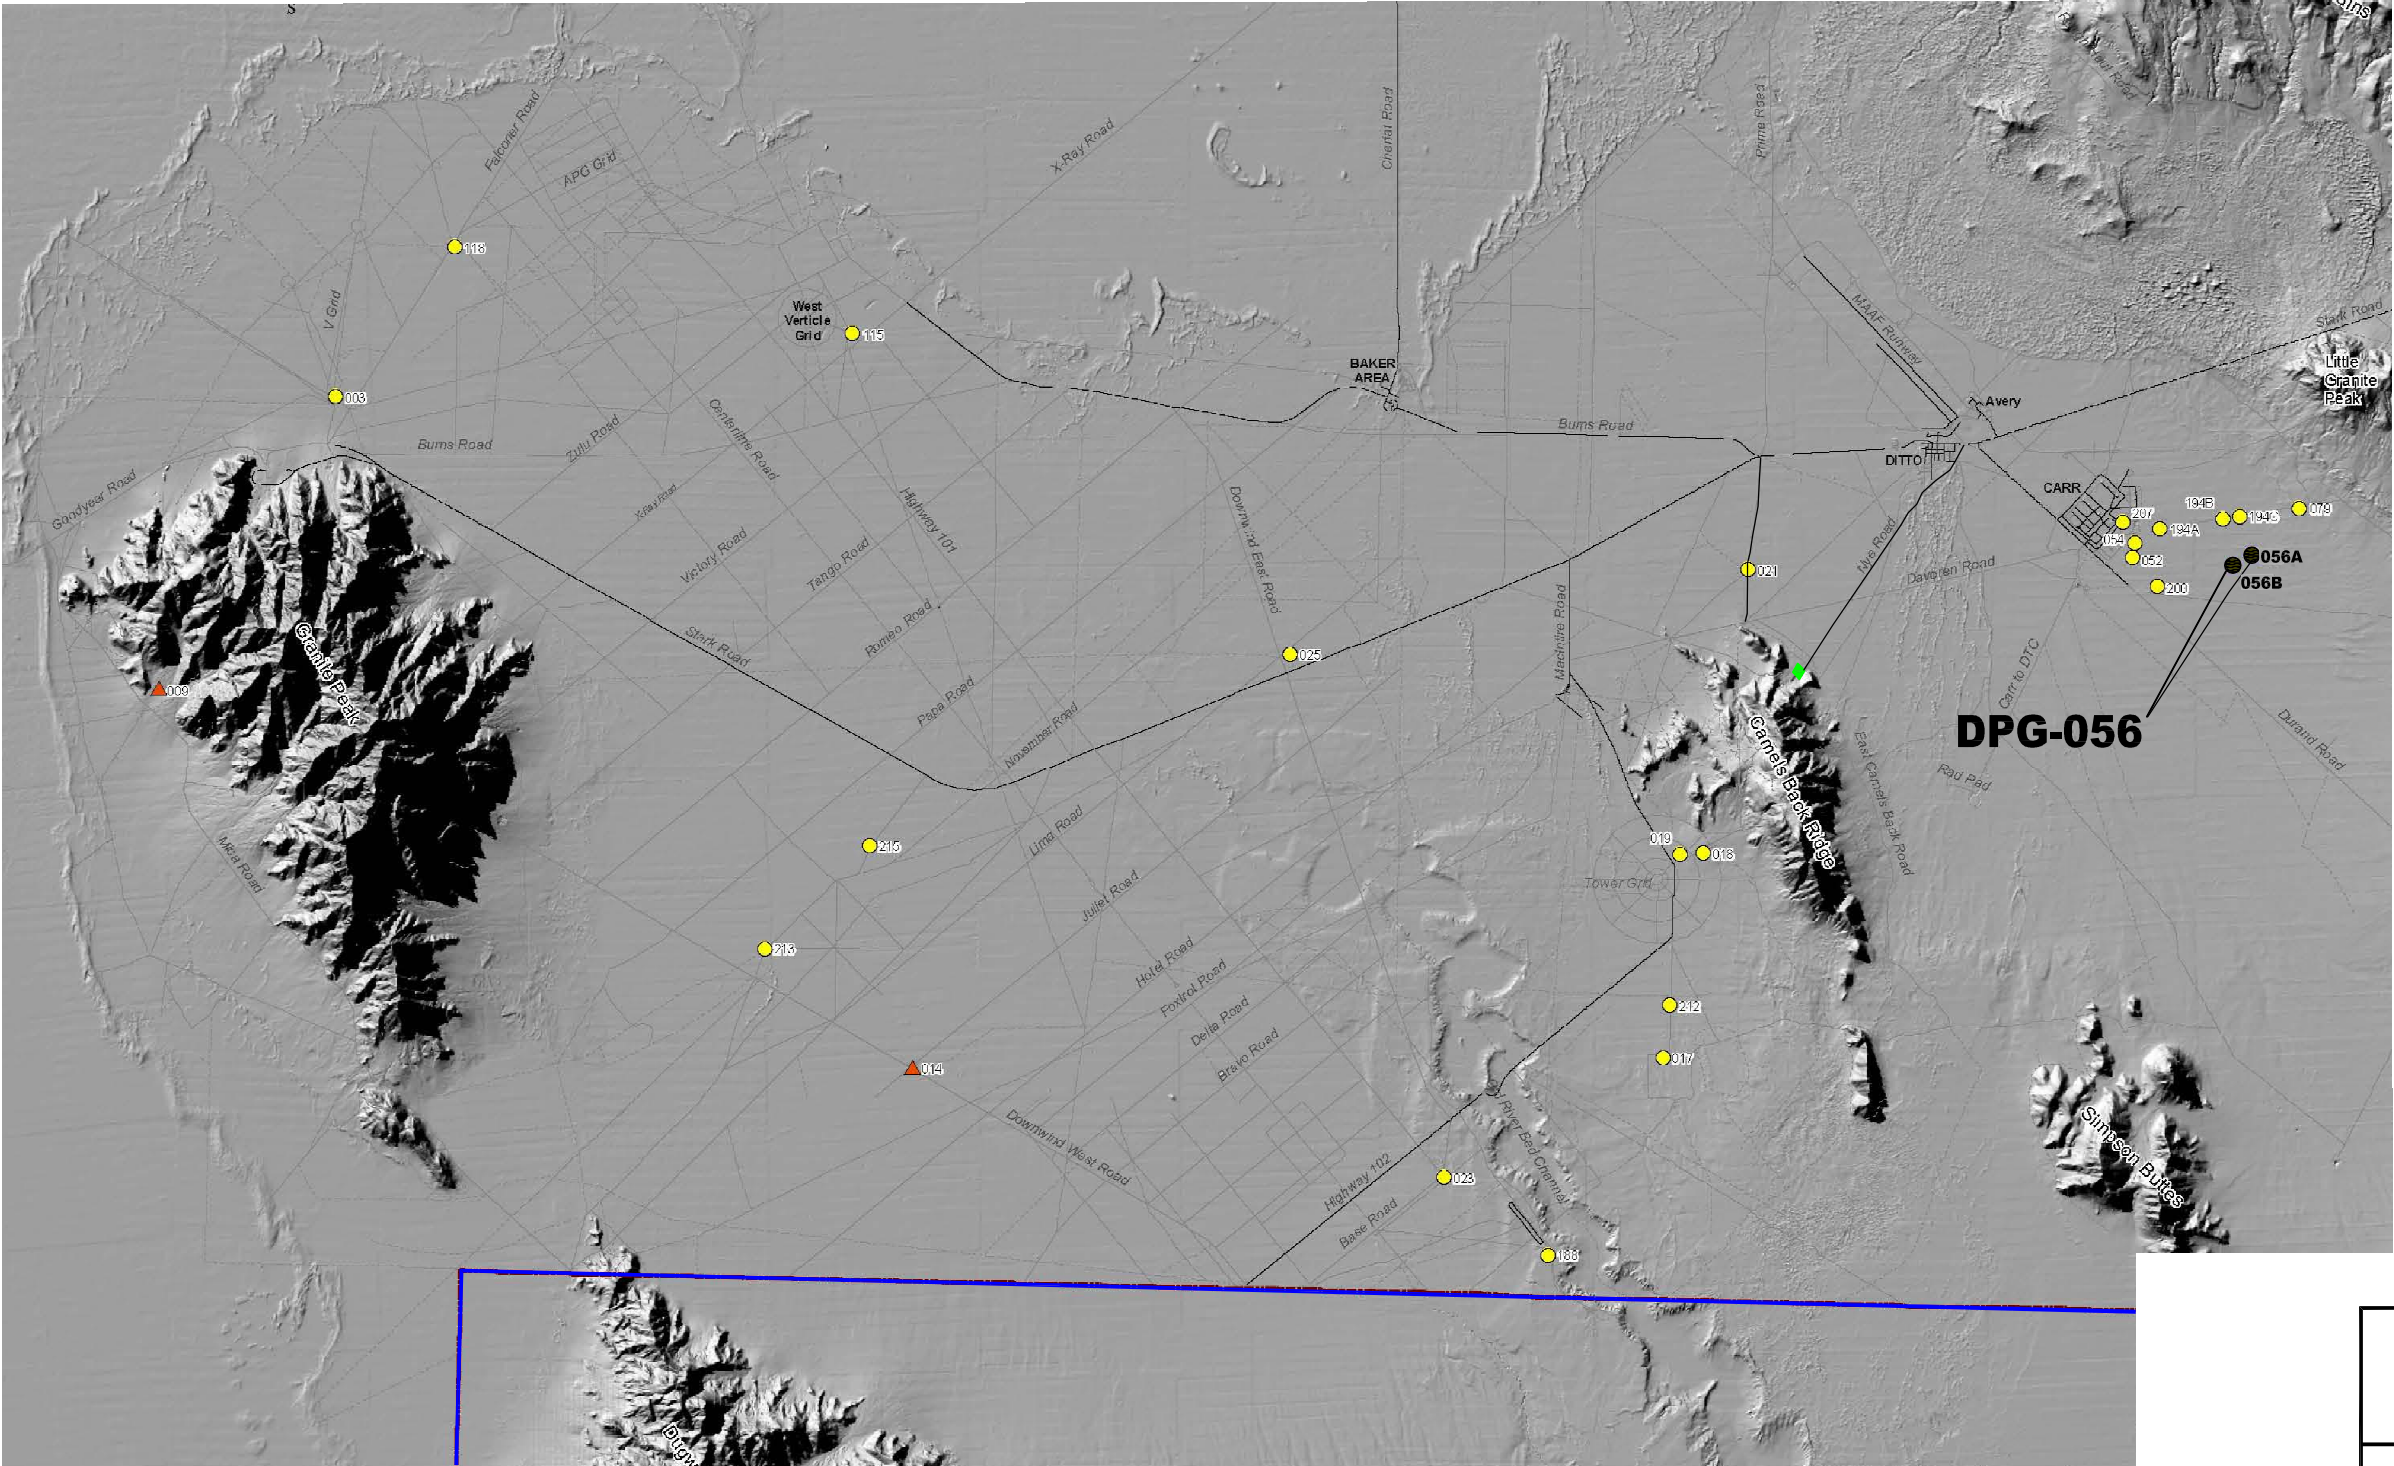 S
Falconer Road
APG Grid
X-Ray Road
Prime Road
118
V Grid
West
Verticle
Grid
115
MAAF Runway
Stark Road
BAKER
AREA
Little
Granite
Peak
003
Avery
Centerline Road
Burns Road
Zulu Road
Burns Road
DITTO
Goodyear Road
X-Ray Road
Highway 101
Downwind East Road
CARR
207
194B
194C
079
054
194A
052
200
056A
056B
Victory Road
Tango Road
021
Nye Road
Davoren Road
Romeo Road
MacIntire Road
Stark Road
025
Carr to DTC
Granite Peak
009
Papa Road
November Road
DPG-056
Durand Road
Camels Back Ridge
East Camels Back Road
Rad Pad
215
Lima Road
019
018
Tower Grid
Juliet Road
213
Hotel Road
Foxtrot Road
Delta Road
Bravo Road
212
017
014
Downwind West Road
Simpson Buttes
Highway 102
Base Road
023
188